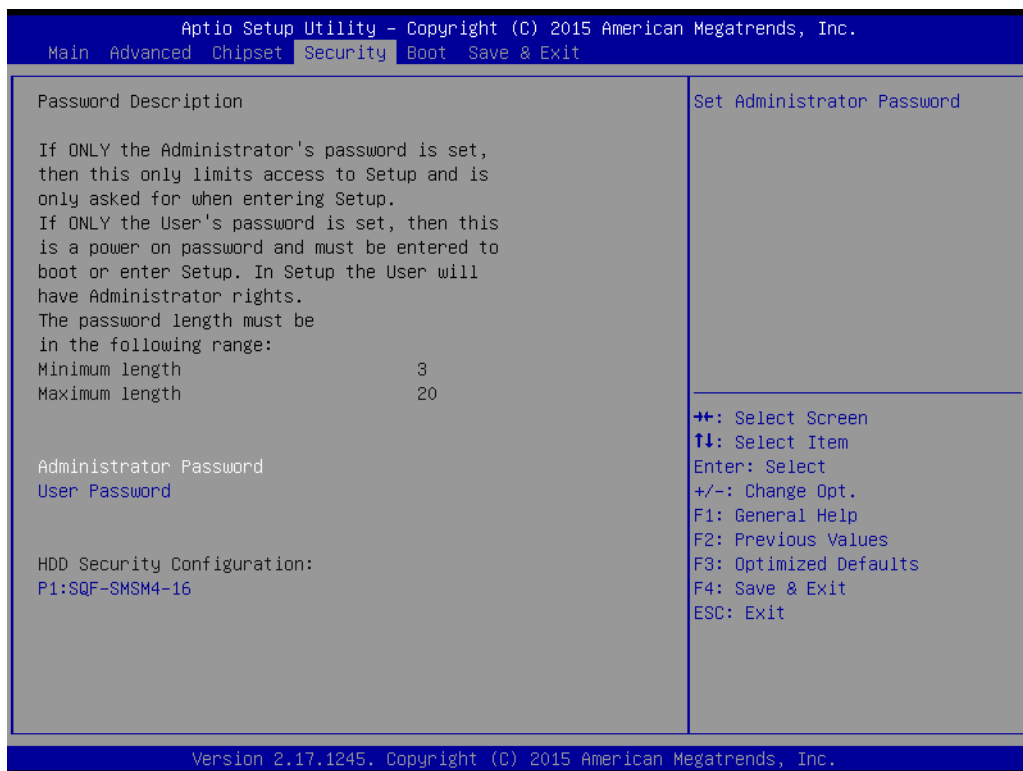 Aptio Setup Utility – Copyright (C) 2015 American Megatrends, Inc.
Main Advanced Chipset Security Boot Save & Exit
Password Description
If ONLY the Administrator's password is set,
then this only limits access to Setup and is
only asked for when entering Setup.
If ONLY the User's password is set, then this
is a power on password and must be entered to
boot or enter Setup. In Setup the User will
have Administrator rights.
The password length must be
in the following range:
Minimum length 3
Maximum length 20
Administrator Password
User Password
HDD Security Configuration:
P1:SQF-SMSM4-16
Set Administrator Password
→←: Select Screen
↑↓: Select Item
Enter: Select
+/-: Change Opt.
F1: General Help
F2: Previous Values
F3: Optimized Defaults
F4: Save & Exit
ESC: Exit
Version 2.17.1245. Copyright (C) 2015 American Megatrends, Inc.